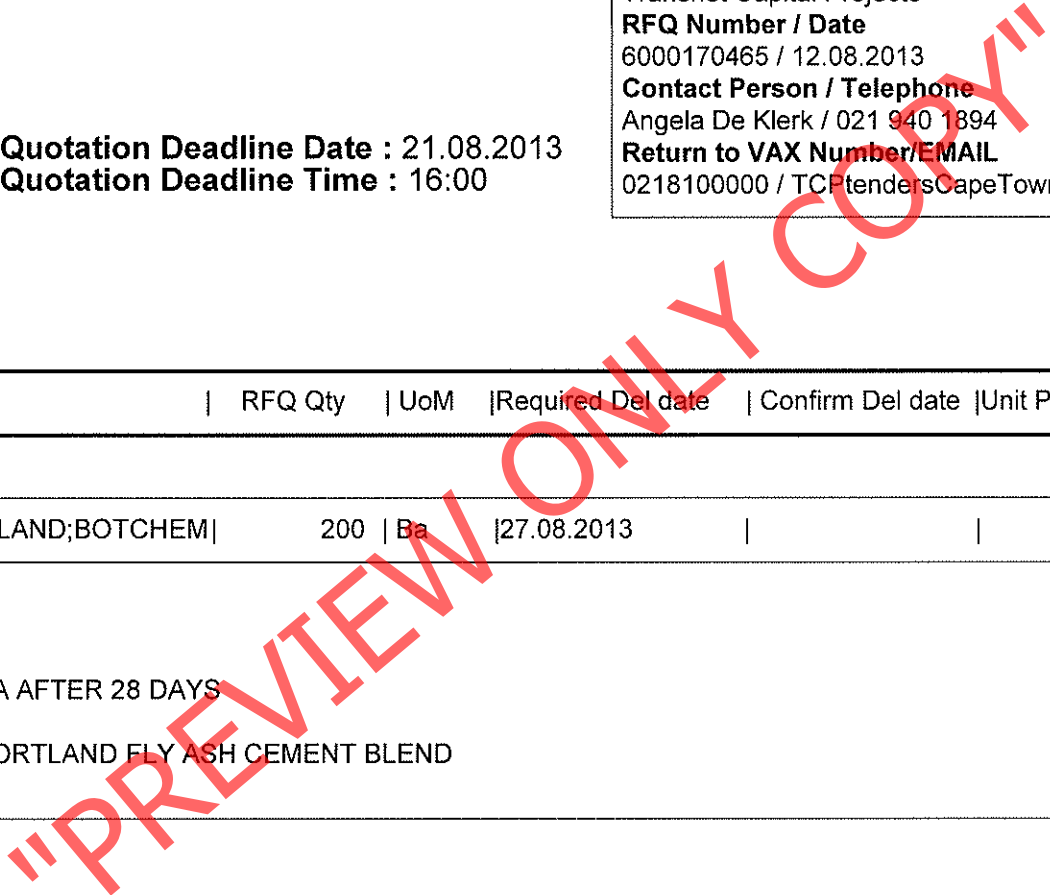 Transnet Capital Projects
RFQ Number / Date
6000170465 / 12.08.2013
Contact Person / Telephone
Angela De Klerk / 021 940 1894
Return to VAX Number/EMAIL
0218100000 / TCPtendersCapeTow
Quotation Deadline Date : 21.08.2013
Quotation Deadline Time : 16:00
| RFQ Qty | UoM |Required Del date | Confirm Del date |Unit P
LAND;BOTCHEM| 200 | Ba |27.08.2013 | |
A AFTER 28 DAYS
ORTLAND FLY ASH CEMENT BLEND
"PREVIEW ONLY COPY"